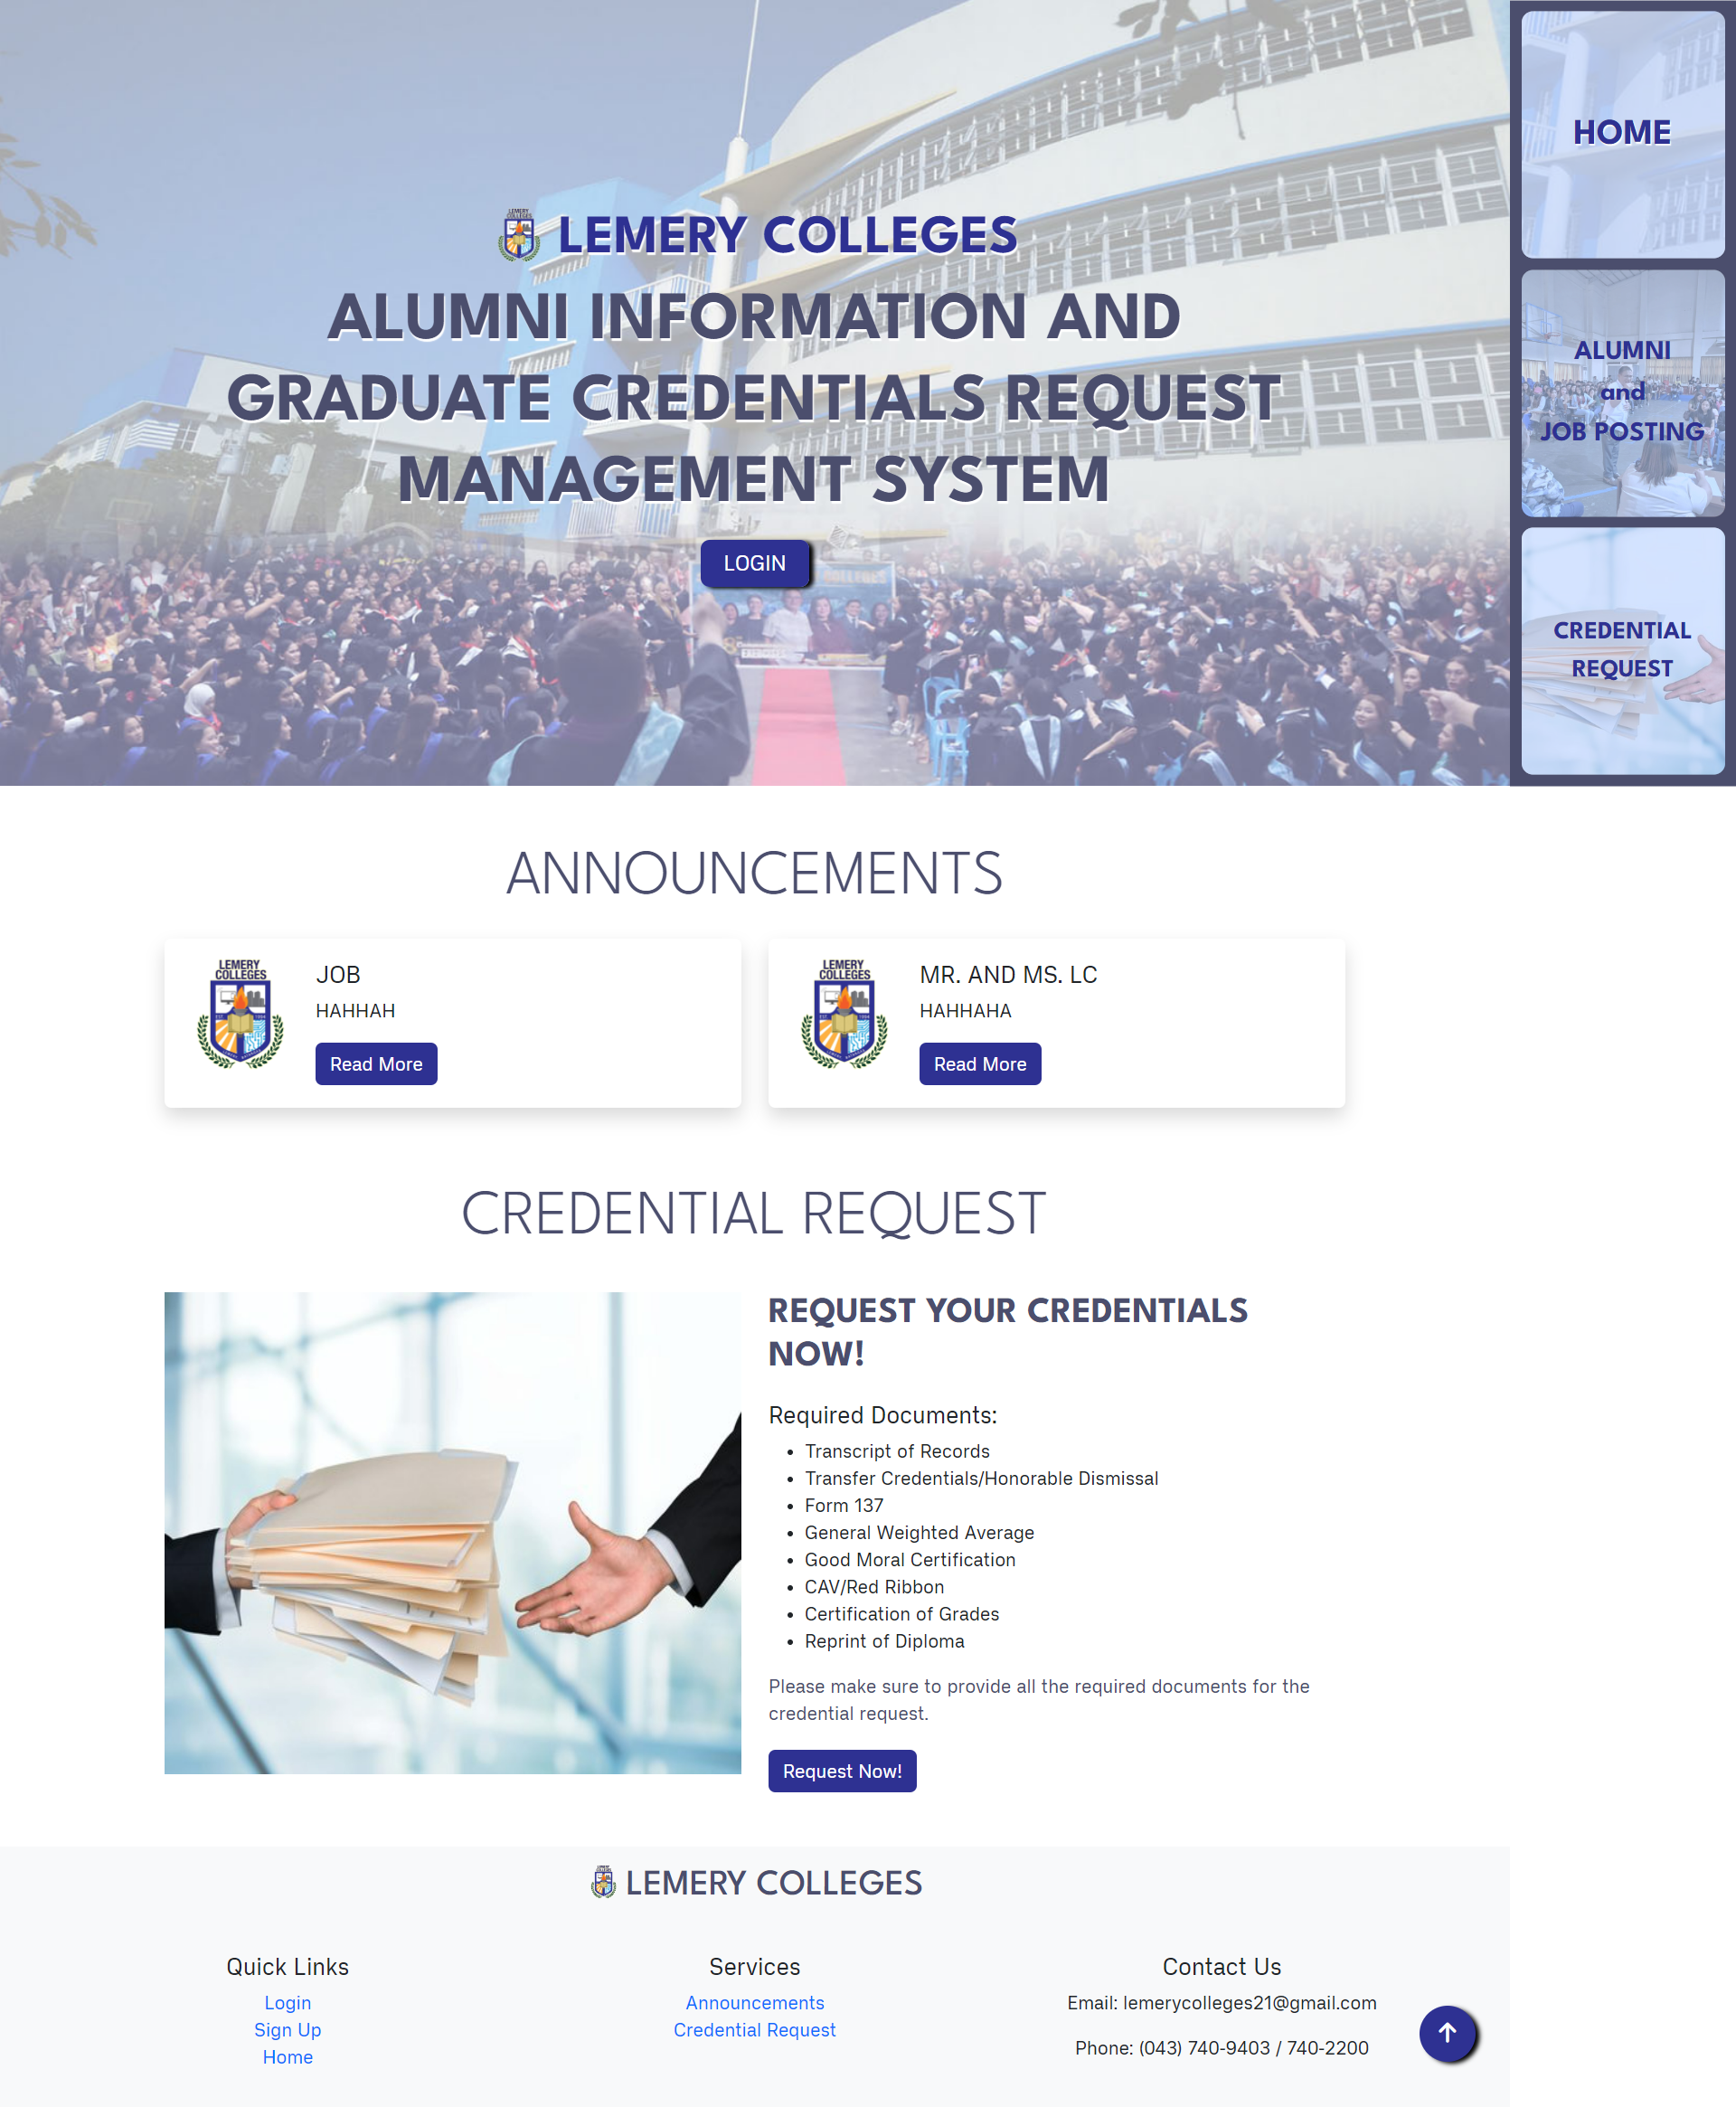 LEMERY COLLEGES
ALUMNI INFORMATION AND
GRADUATE CREDENTIALS REQUEST
MANAGEMENT SYSTEM
LOGIN
HOME
ALUMNI
and
JOB POSTING
CREDENTIAL
REQUEST
ANNOUNCEMENTS
LEMERY
COLLEGES
JOB
HAHHAH
Read More
LEMERY
COLLEGES
MR. AND MS. LC
HAHHAHA
Read More
CREDENTIAL REQUEST
REQUEST YOUR CREDENTIALS
NOW!
Required Documents:
• Transcript of Records
• Transfer Credentials/Honorable Dismissal
• Form 137
• General Weighted Average
• Good Moral Certification
• CAV/Red Ribbon
• Certification of Grades
• Reprint of Diploma
Please make sure to provide all the required documents for the
credential request.
Request Now!
LEMERY COLLEGES
Quick Links
Login
Sign Up
Home
Services
Announcements
Credential Request
Contact Us
Email: lemerycolleges21@gmail.com
Phone: (043) 740-9403 / 740-2200